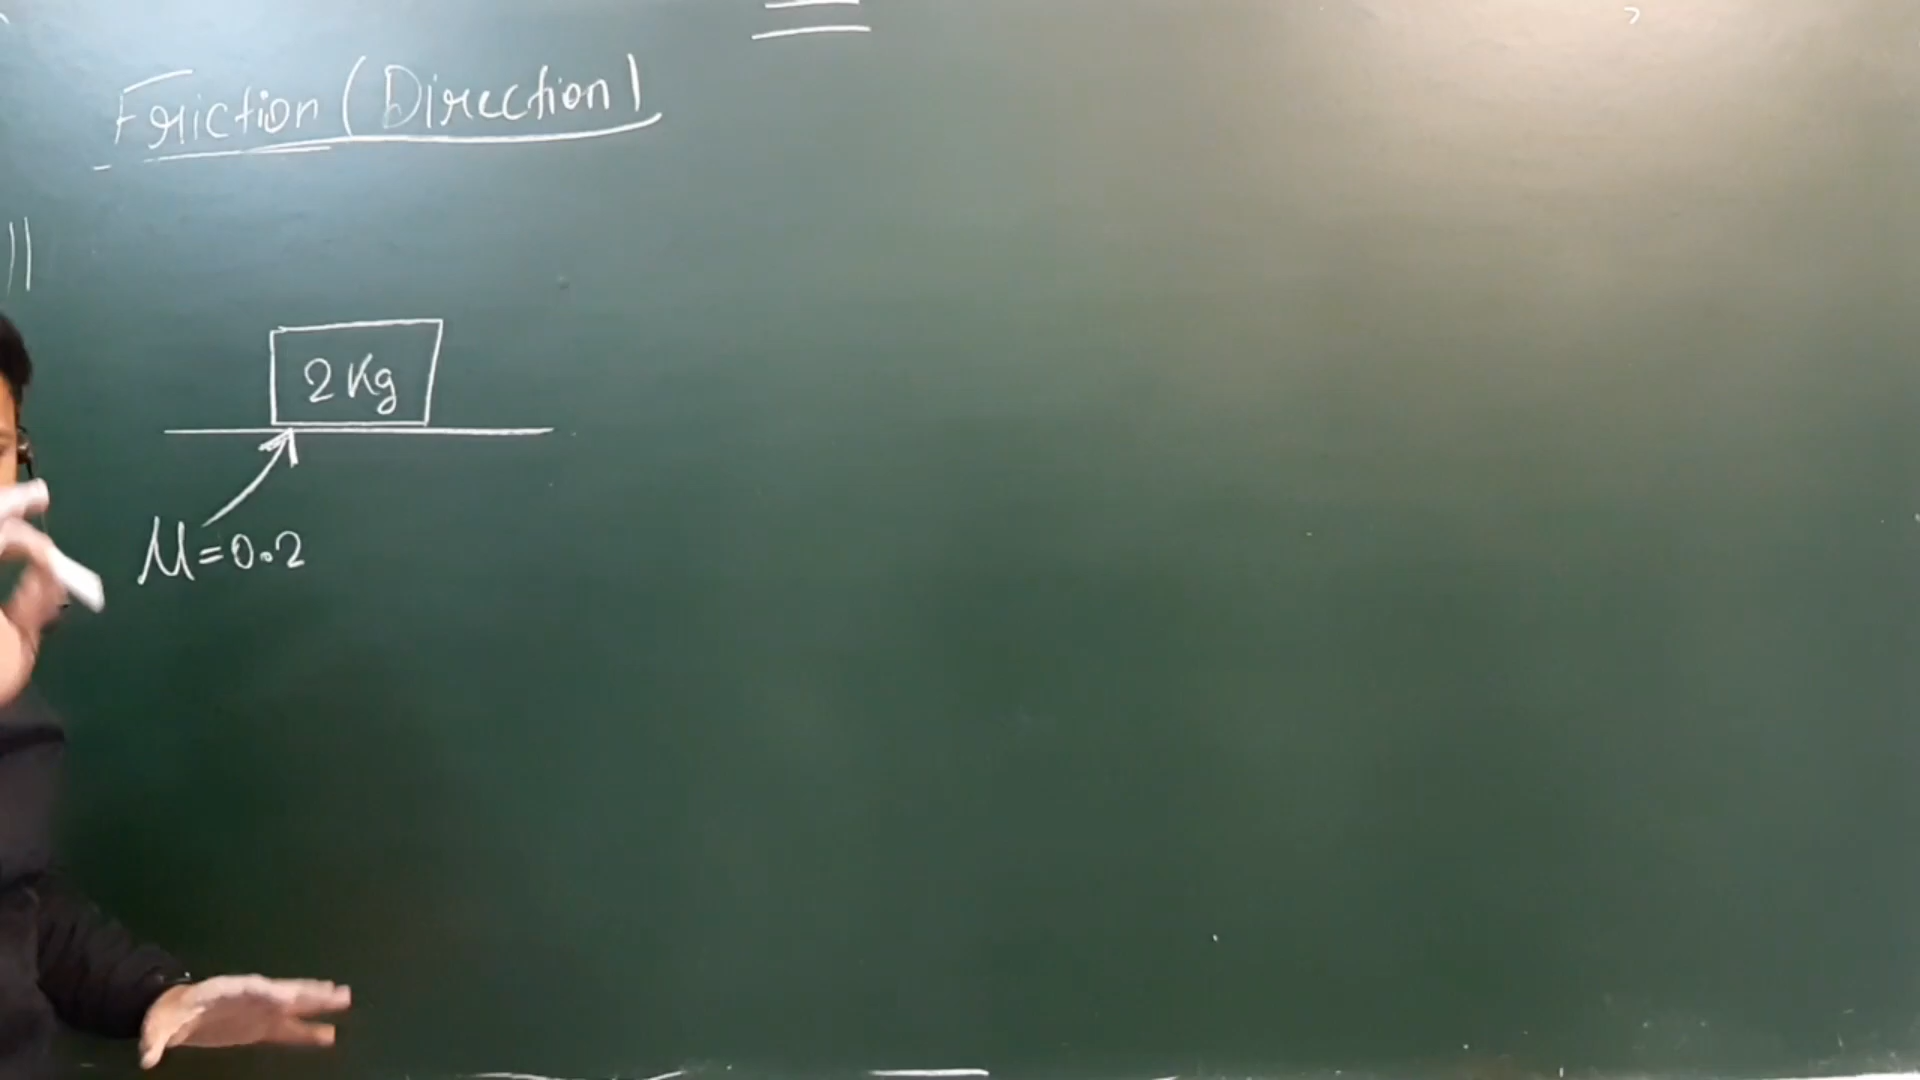 Friction (Direction)
2 Kg
μ=0.2